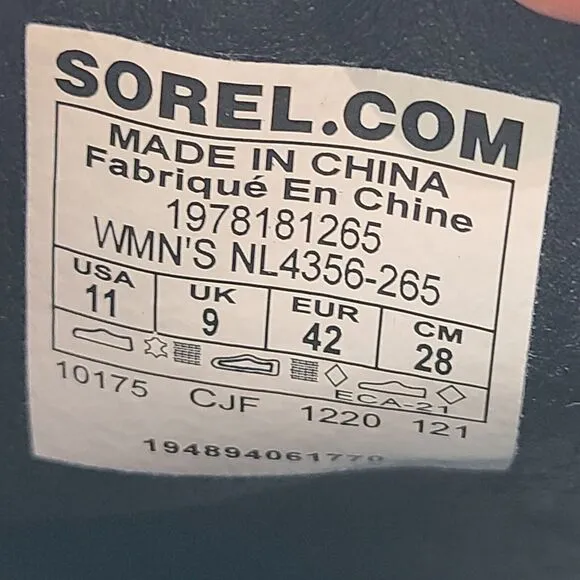 SOREL.COM
MADE IN CHINA
Fabriqué En Chine
1978181265
WMN'S NL4356-265
USA UK EUR CM
11 9 42 28
ECA-21
10175 CJF 1220 121
194894061770